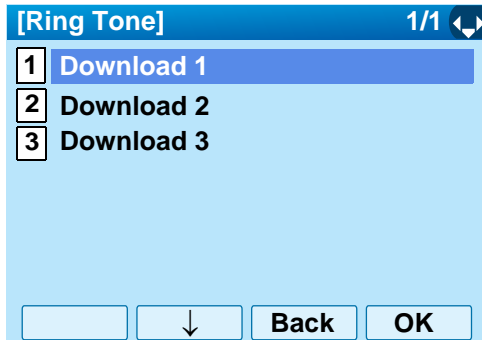 [Ring Tone] 1/1
1 Download 1
2 Download 2
3 Download 3
↓ Back OK